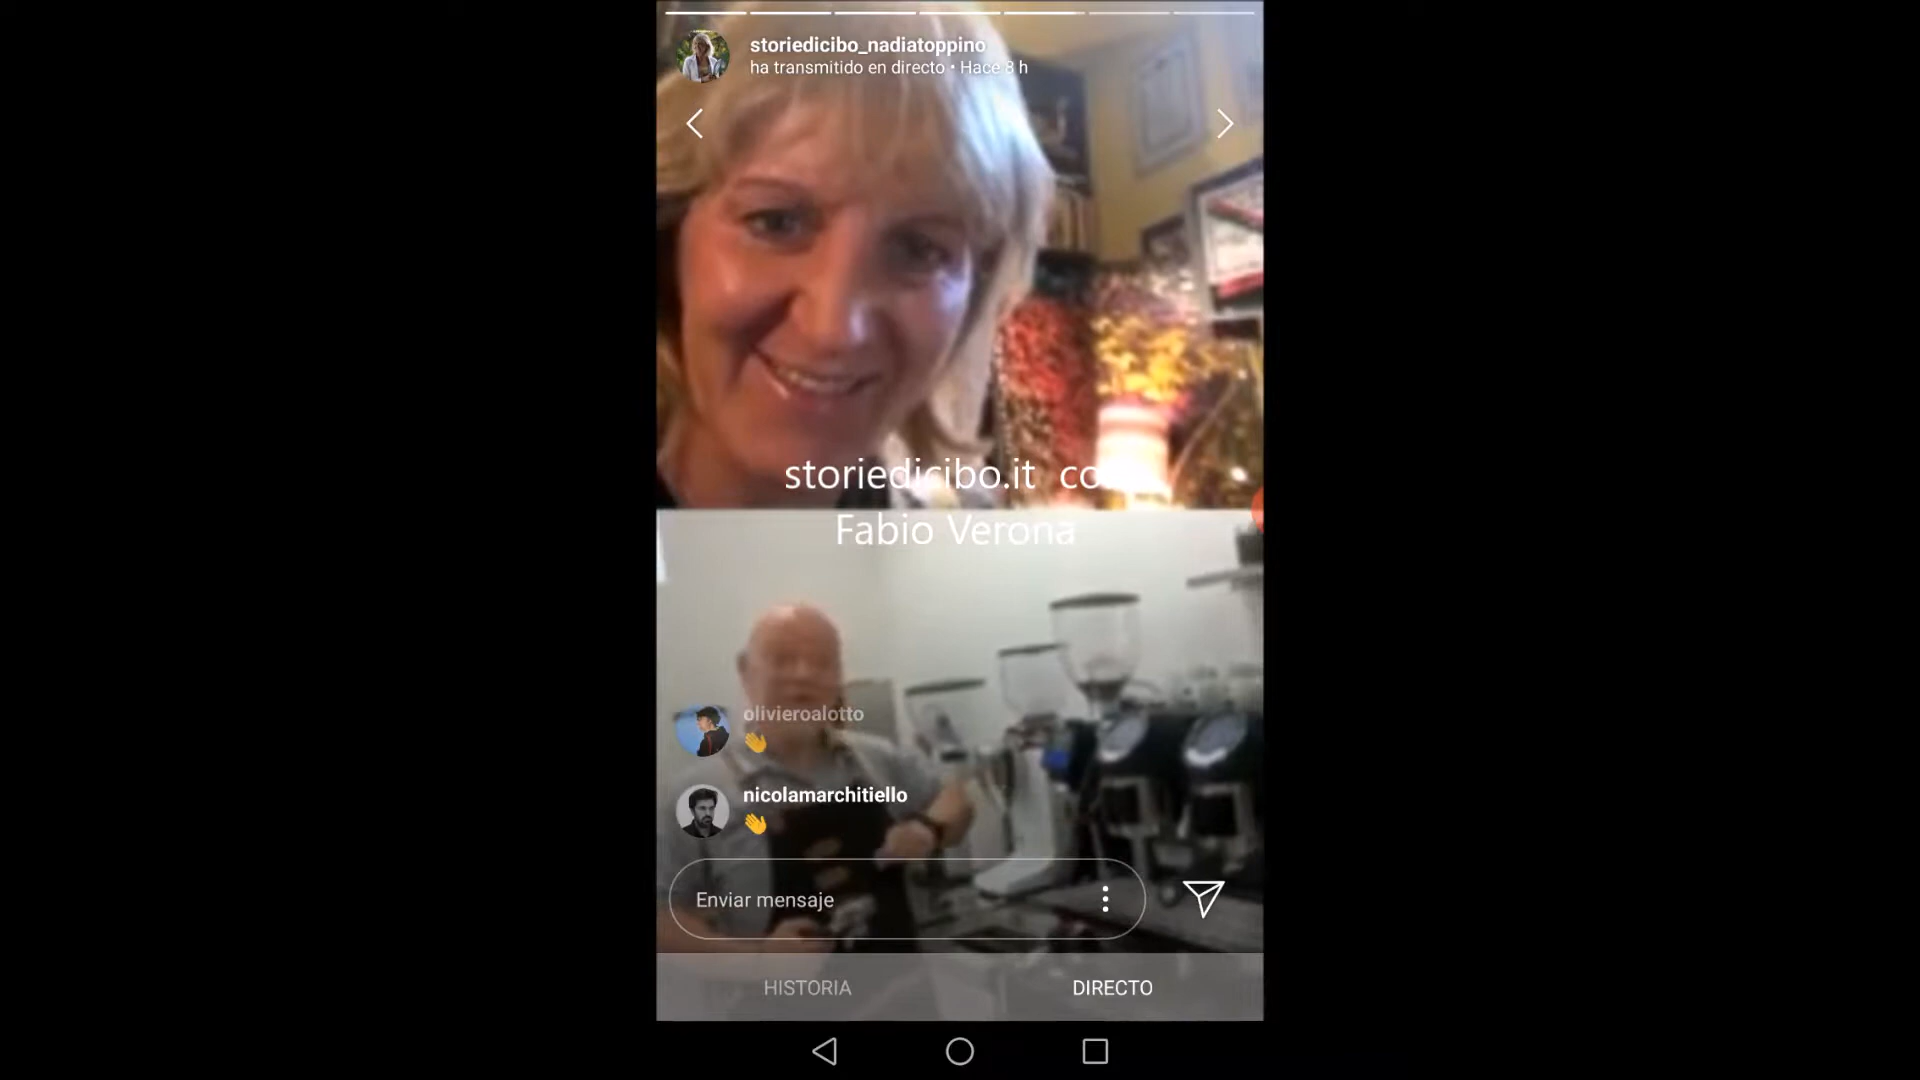 storiedicibo_nadiatoppino
ha transmitido en directo • Hace 8 h
storiedicibo.it
Fabio Verona
olivieroalotto
👋
nicolamarchitiello
👋
Enviar mensaje
HISTORIA
DIRECTO